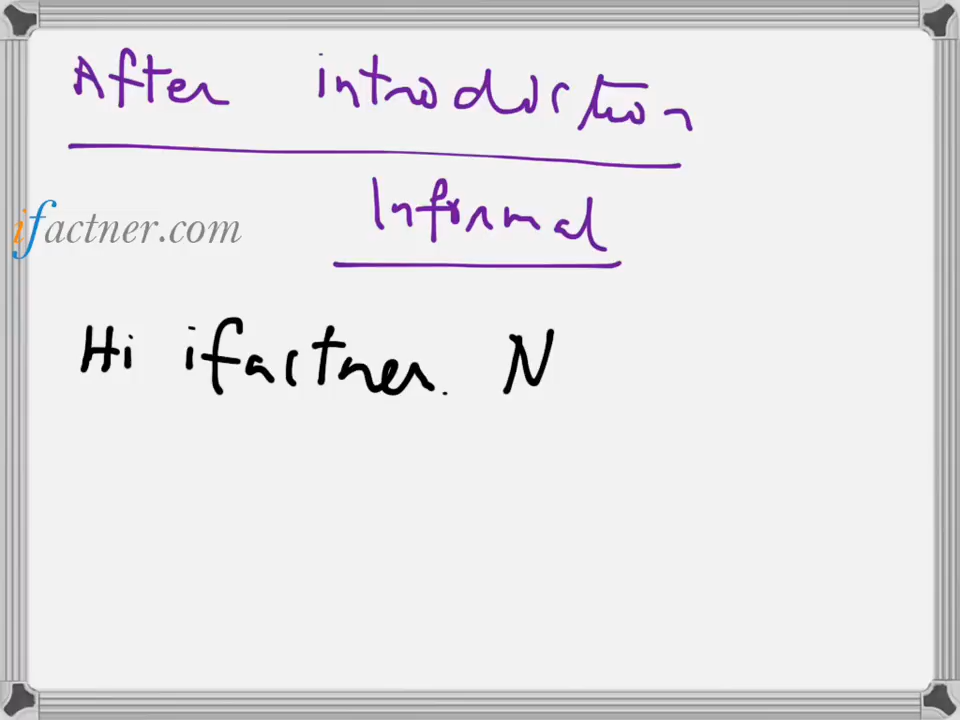 After introduction
Informal
ifactner.com
Hi ifactner. N